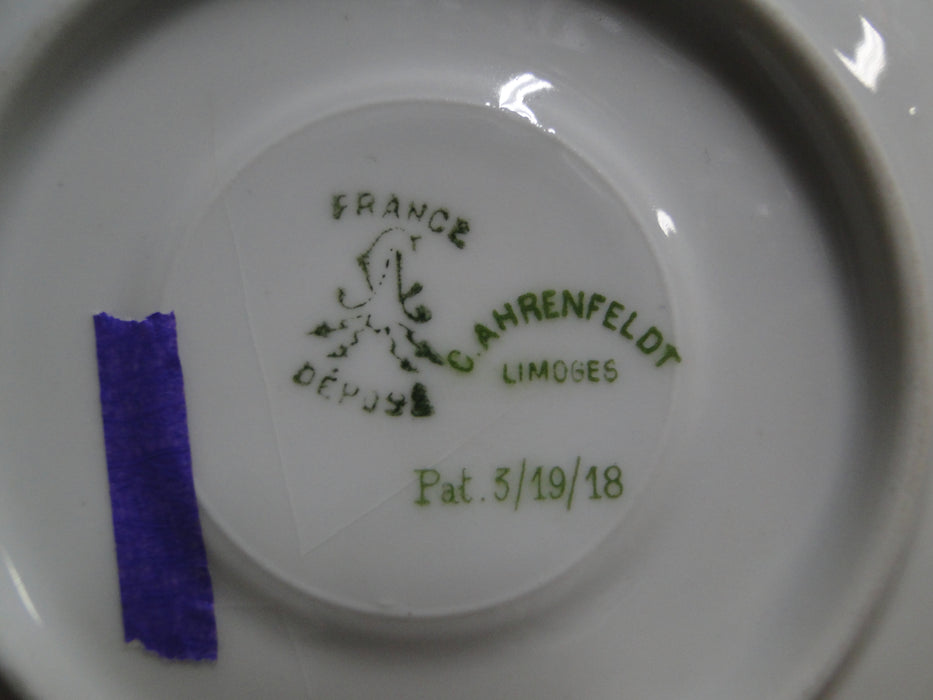 FRANCE
DÉPOSÉ
C. AHRENFELDT
LIMOGES
Pat. 3/19/18